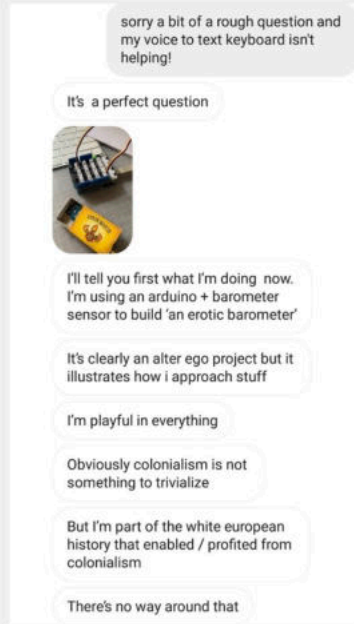 sorry a bit of a rough question and
my voice to text keyboard isn't
helping!
It's a perfect question
I'll tell you first what I'm doing now.
I'm using an arduino + barometer
sensor to build 'an erotic barometer'
It's clearly an alter ego project but it
illustrates how i approach stuff
I'm playful in everything
Obviously colonialism is not
something to trivialize
But I'm part of the white european
history that enabled / profited from
colonialism
There's no way around that